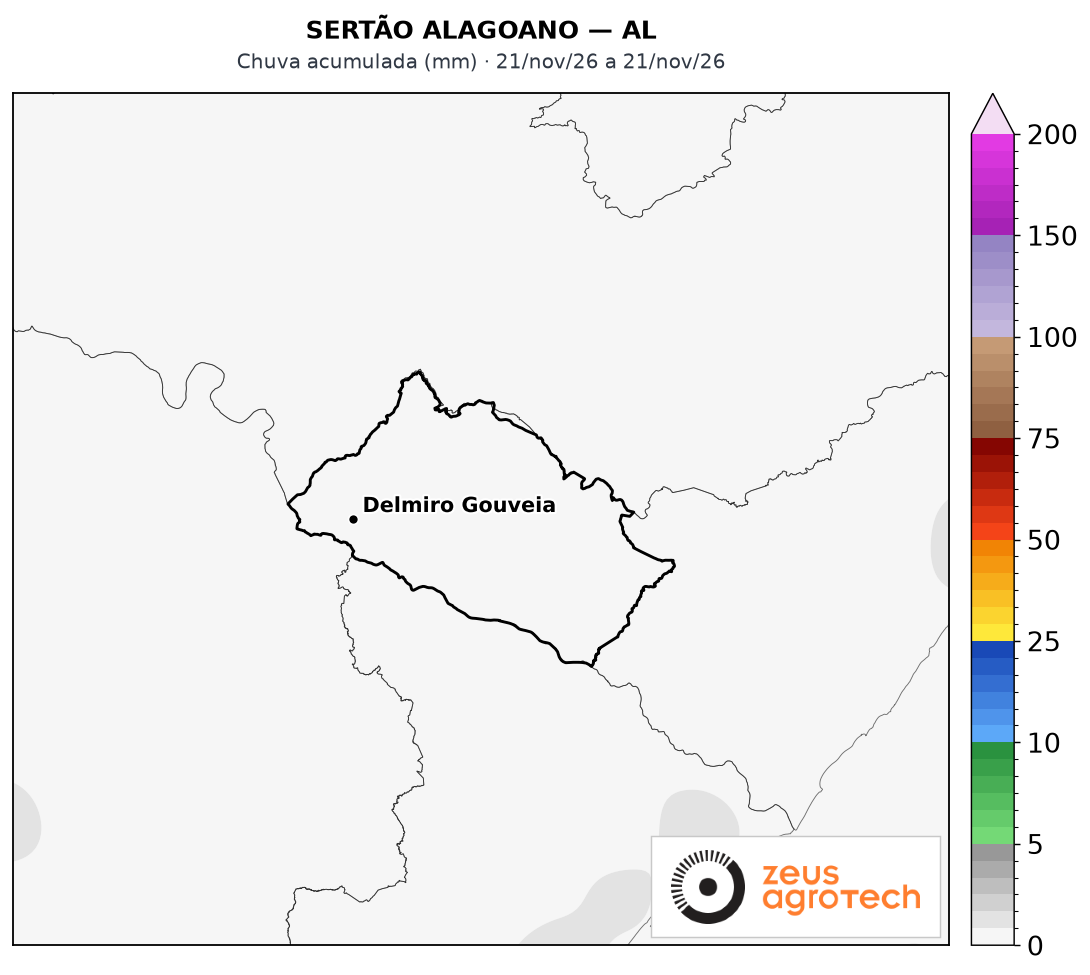 SERTÃO ALAGOANO — AL
Chuva acumulada (mm) · 21/nov/26 a 21/nov/26
200
150
100
75
50
25
10
5
0
Delmiro Gouveia
zeus
agrotech